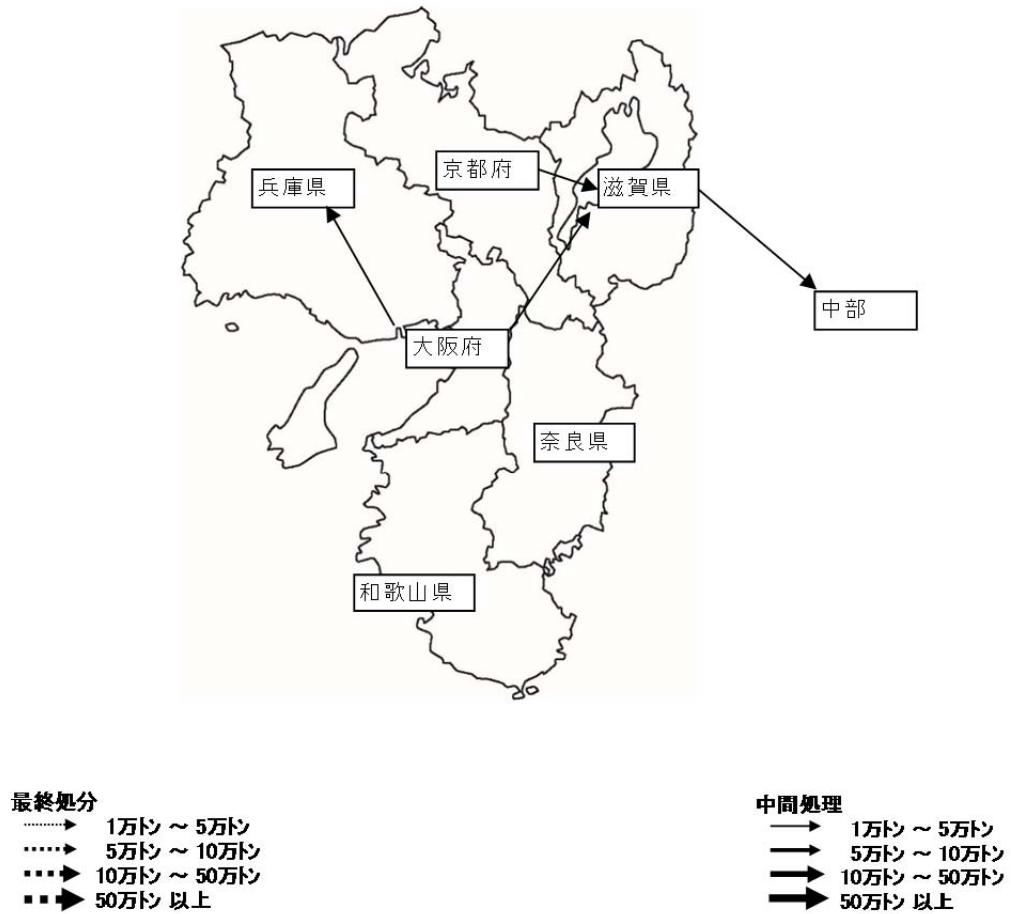 京都府
兵庫県
滋賀県
中部
大阪府
奈良県
和歌山県
最終処分
1万トン ～ 5万トン
5万トン ～ 10万トン
10万トン ～ 50万トン
50万トン 以上
中間処理
1万トン ～ 5万トン
5万トン ～ 10万トン
10万トン ～ 50万トン
50万トン 以上